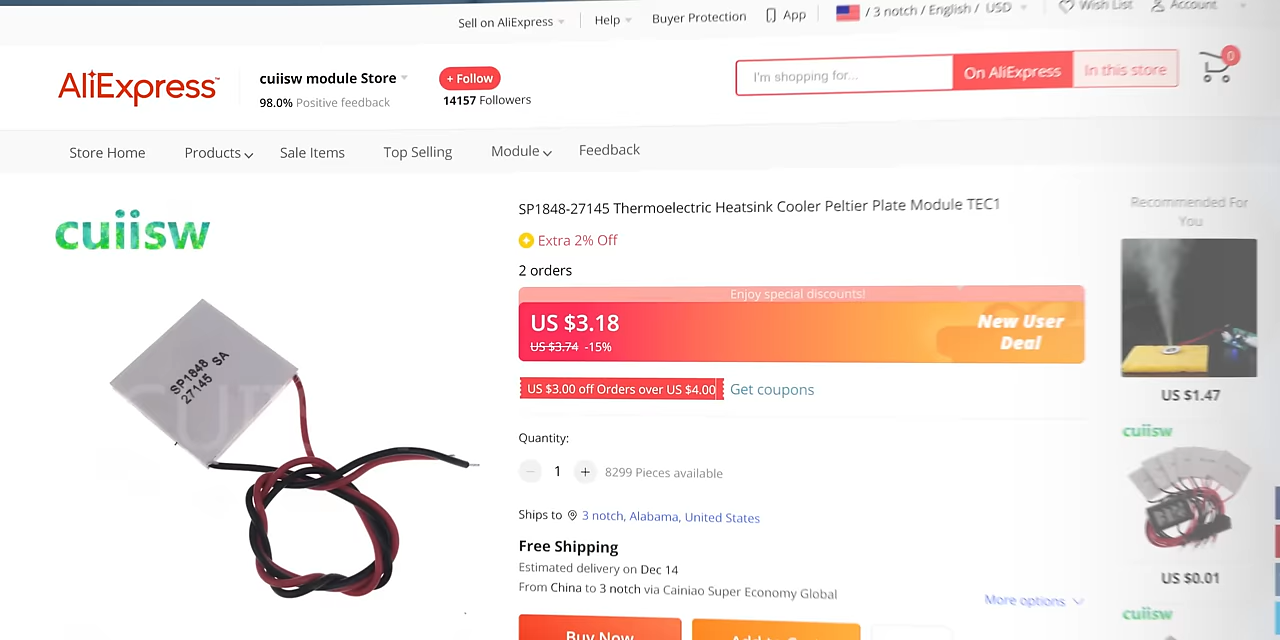 Sell on AliExpress
Help
Buyer Protection
App
/ 3 notch / English / USD
Wish List
Account
AliExpress™
cuiisw module Store
98.0% Positive feedback
+ Follow
14157 Followers
I'm shopping for...
On AliExpress
In this store
0
Store Home
Products
Sale Items
Top Selling
Module
Feedback
cuiisw
SP1848 SA
27145
SP1848-27145 Thermoelectric Heatsink Cooler Peltier Plate Module TEC1
Extra 2% Off
2 orders
Enjoy special discounts!
US $3.18
US $3.74 -15%
New User
Deal
US $3.00 off Orders over US $4.00
Get coupons
Quantity:
1
8299 Pieces available
Ships to 3 notch, Alabama, United States
Free Shipping
Estimated delivery on Dec 14
From China to 3 notch via Cainiao Super Economy Global
More options
Buy Now
Recommended For
You
US $1.47
cuiisw
US $0.01
cuiisw